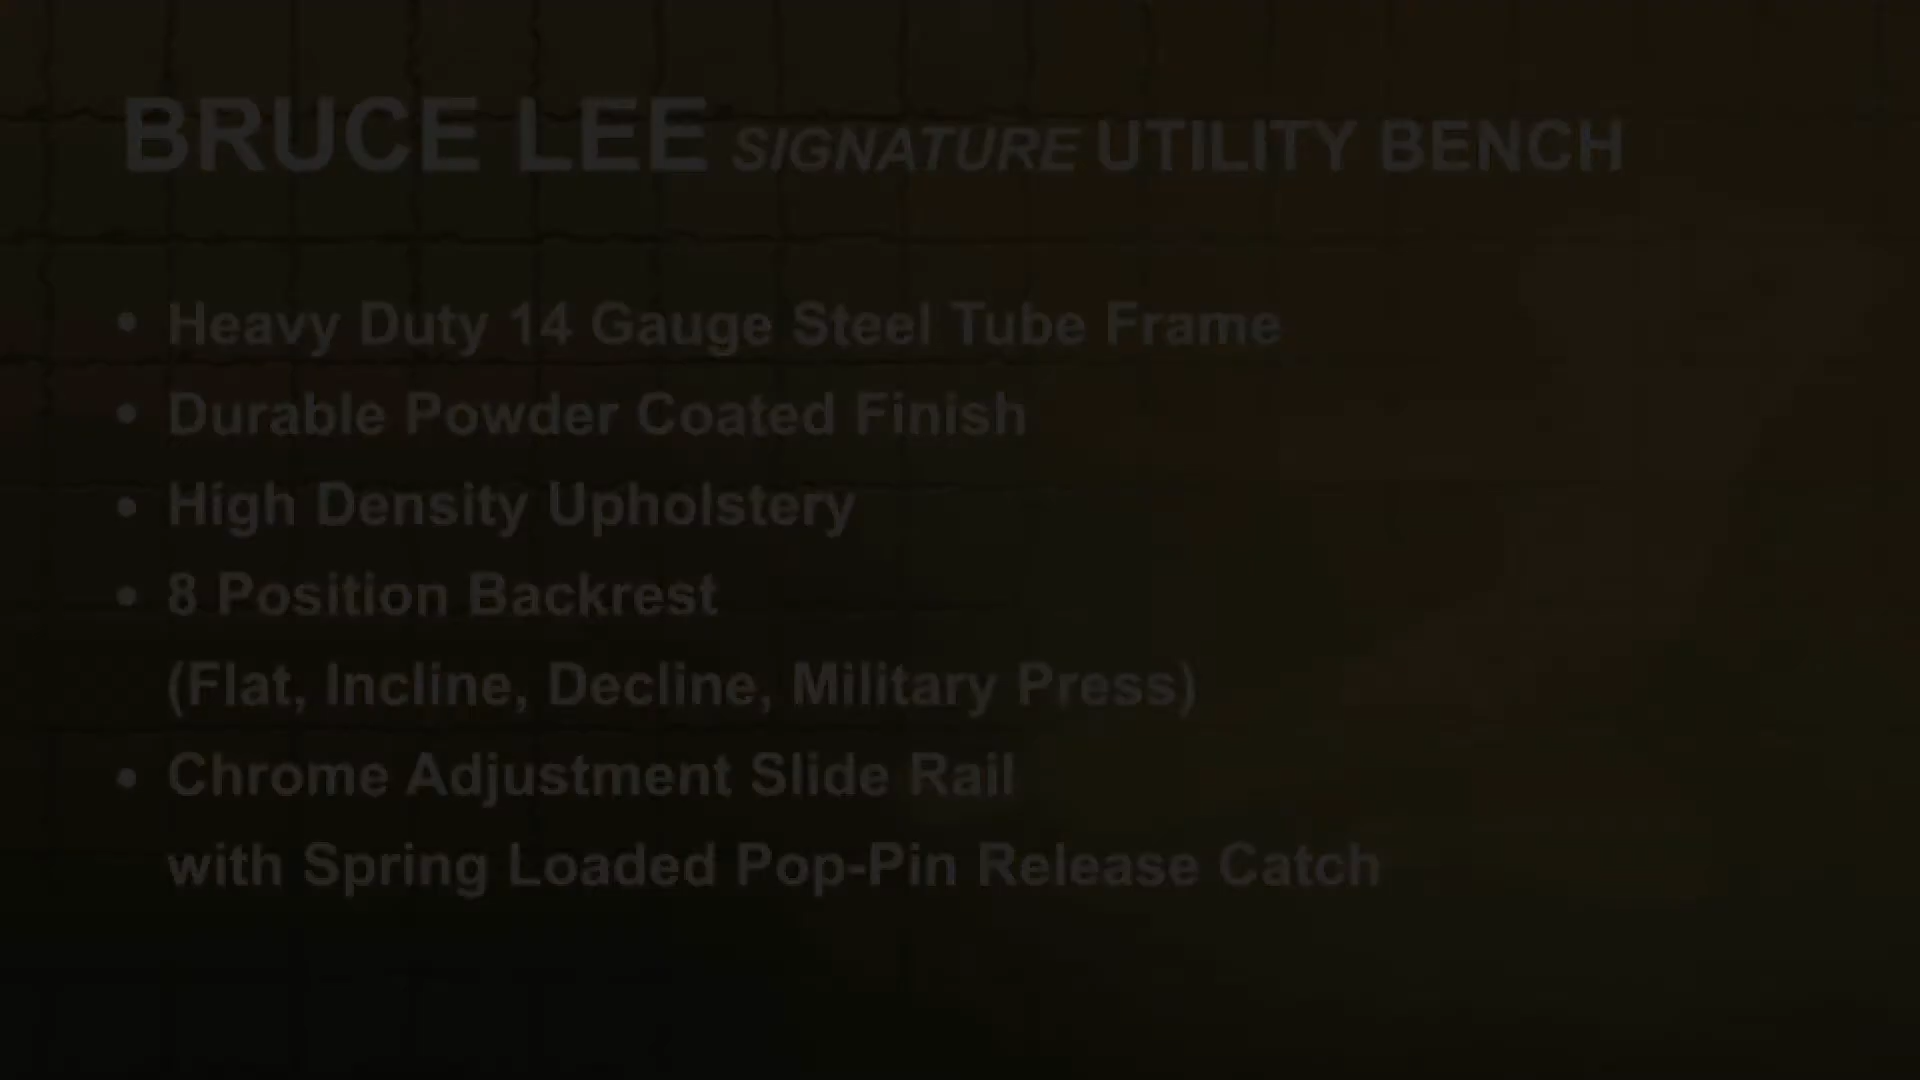 BRUCE LEE SIGNATURE UTILITY BENCH
• Heavy Duty 14 Gauge Steel Tube Frame
• Durable Powder Coated Finish
• High Density Upholstery
• 8 Position Backrest
(Flat, Incline, Decline, Military Press)
• Chrome Adjustment Slide Rail
with Spring Loaded Pop-Pin Release Catch